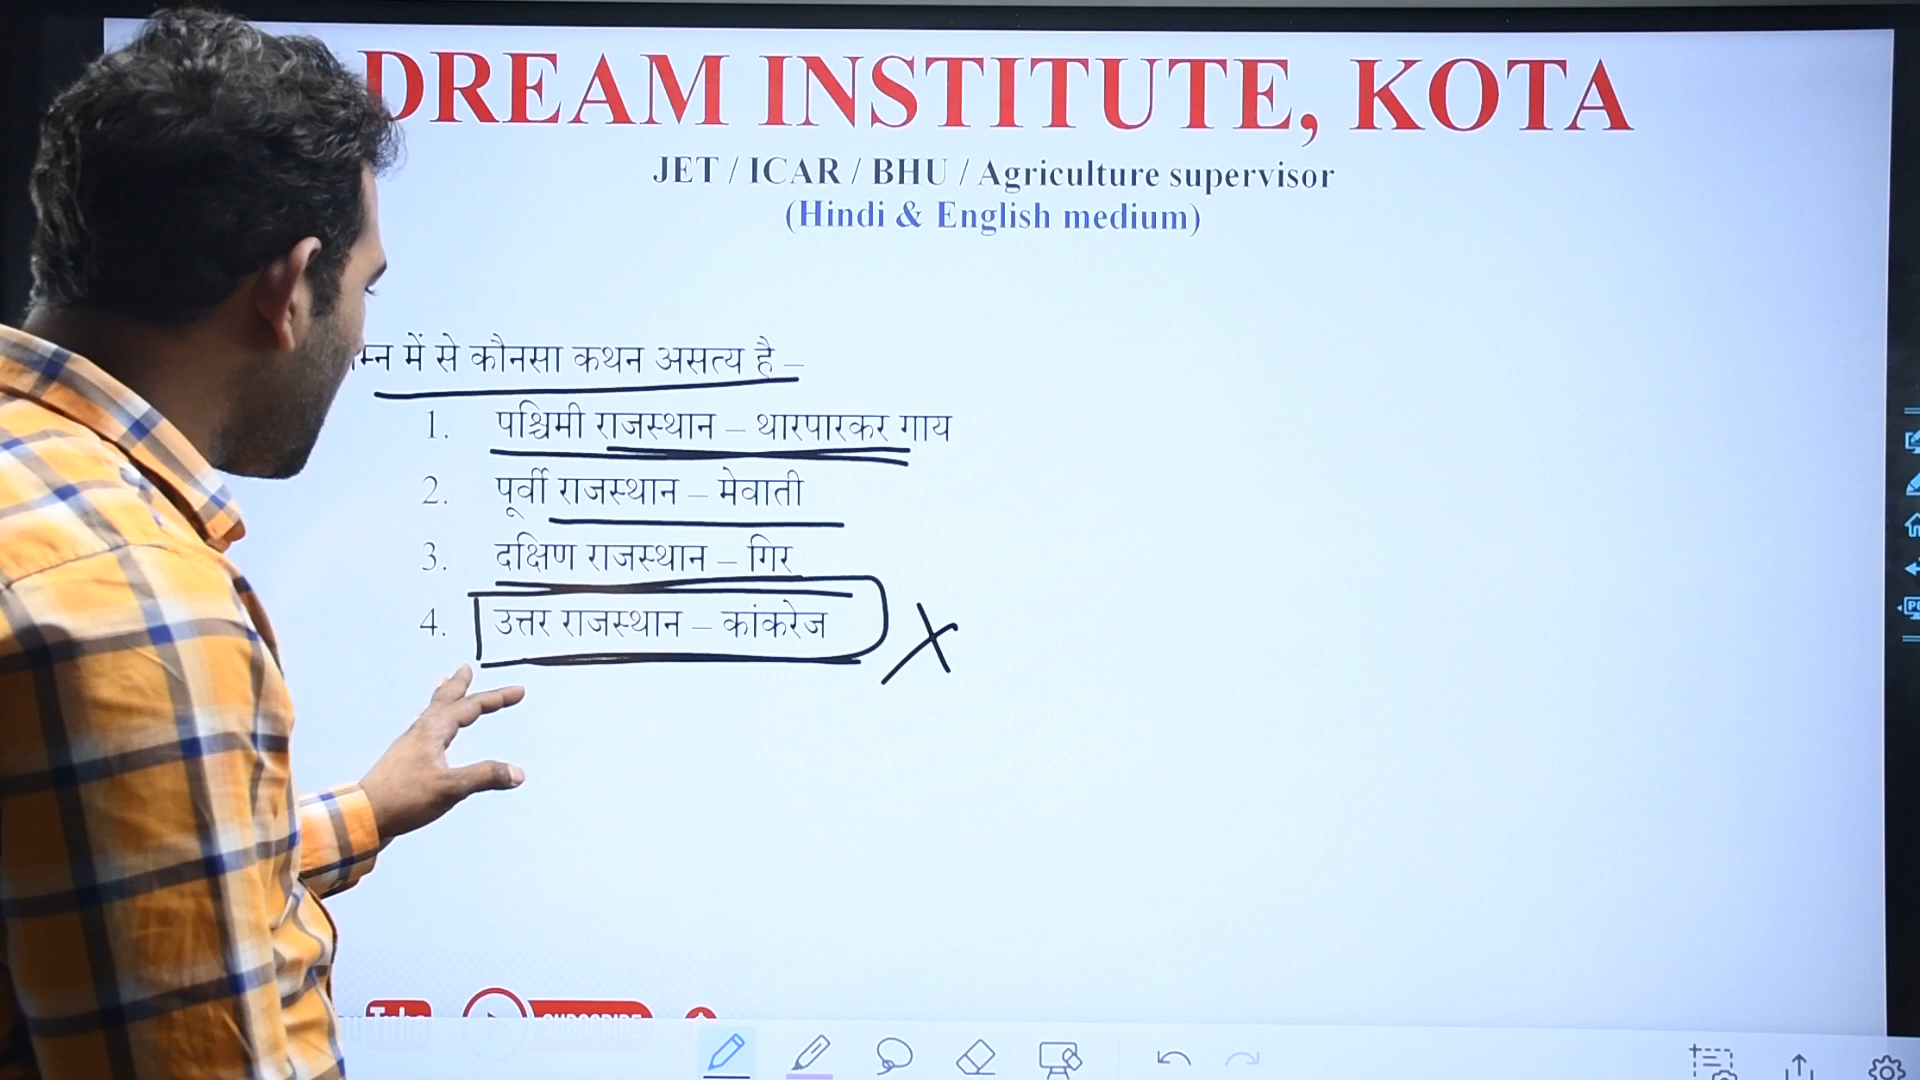 DREAM INSTITUTE, KOTA
JET / ICAR / BHU / Agriculture supervisor
(Hindi & English medium)
में से कौनसा कथन असत्य है –
1. पश्चिमी राजस्थान – थारपारकर गाय
2. पूर्वी राजस्थान – मेवाती
3. दक्षिण राजस्थान – गिर
4. उत्तर राजस्थान – कांकरेज
SUBSCRIBE